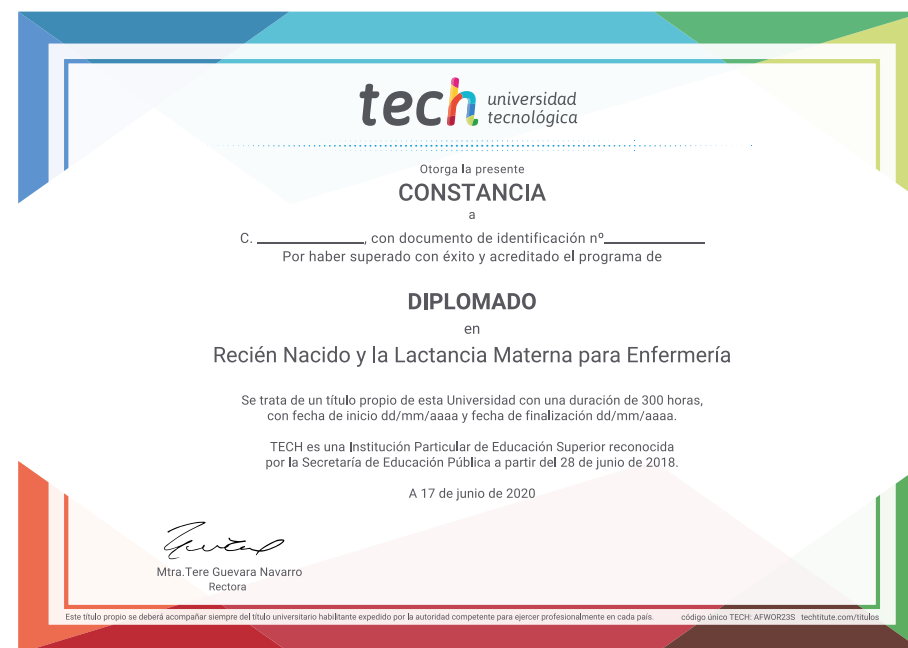 tech universidad
tecnológica
Otorga la presente
CONSTANCIA
a
C. ____________, con documento de identificación nº____________
Por haber superado con éxito y acreditado el programa de
DIPLOMADO
en
Recién Nacido y la Lactancia Materna para Enfermería
Se trata de un título propio de esta Universidad con una duración de 300 horas,
con fecha de inicio dd/mm/aaaa y fecha de finalización dd/mm/aaaa.
TECH es una Institución Particular de Educación Superior reconocida
por la Secretaría de Educación Pública a partir del 28 de junio de 2018.
A 17 de junio de 2020
Mtra.Tere Guevara Navarro
Rectora
Este título propio se deberá acompañar siempre del título universitario habilitante expedido por la autoridad competente para ejercer profesionalmente en cada país. código único TECH: AFWOR23S techtitute.com/titulos